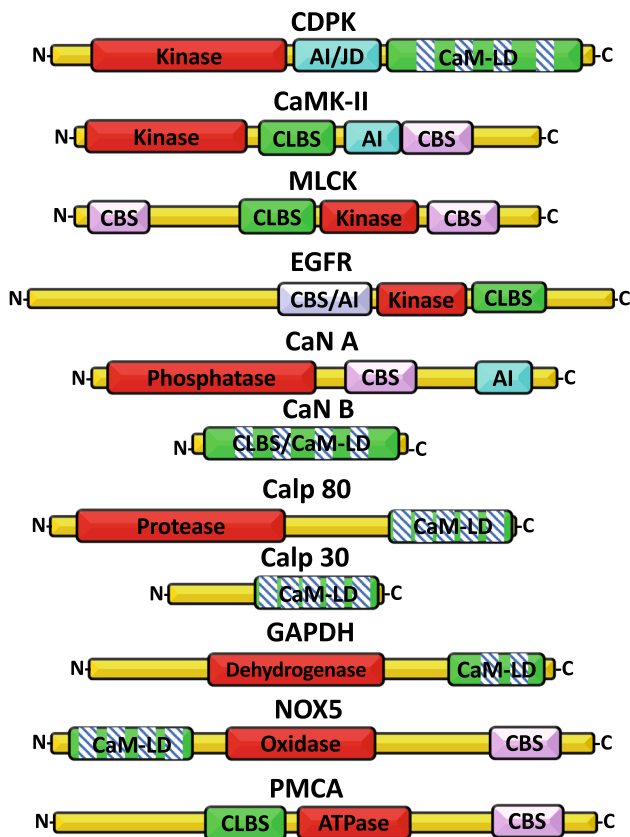 CDPK
N- Kinase AI/JD CaM-LD -C
CaMK-II
N- Kinase CLBS AI CBS -C
MLCK
N- CBS CLBS Kinase CBS -C
EGFR
N- CBS/AI Kinase CLBS -C
CaN A
N- Phosphatase CBS AI -C
CaN B
N- CLBS/CaM-LD -C
Calp 80
N- Protease CaM-LD -C
Calp 30
N- CaM-LD -C
GAPDH
N- Dehydrogenase CaM-LD -C
NOX5
N- CaM-LD Oxidase CBS -C
PMCA
N- CLBS ATPase CBS -C